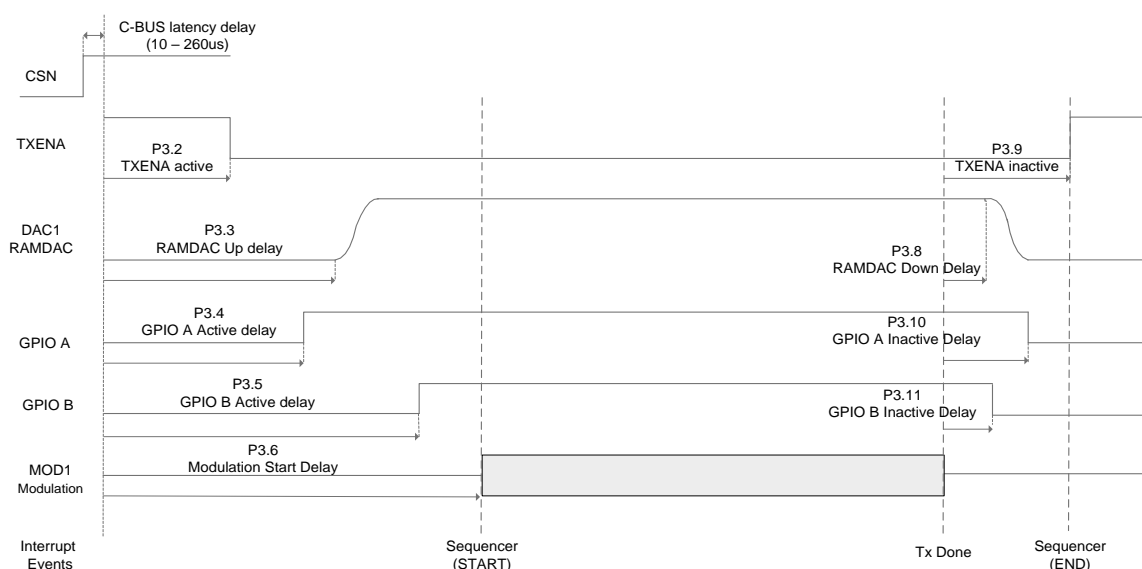 C-BUS latency delay
(10 – 260us)
CSN
TXENA
P3.2
TXENA active
P3.9
TXENA inactive
DAC1
RAMDAC
P3.3
RAMDAC Up delay
P3.8
RAMDAC Down Delay
GPIO A
P3.4
GPIO A Active delay
P3.10
GPIO A Inactive Delay
GPIO B
P3.5
GPIO B Active delay
P3.11
GPIO B Inactive Delay
MOD1
Modulation
P3.6
Modulation Start Delay
Interrupt
Events
Sequencer
(START)
Tx Done
Sequencer
(END)